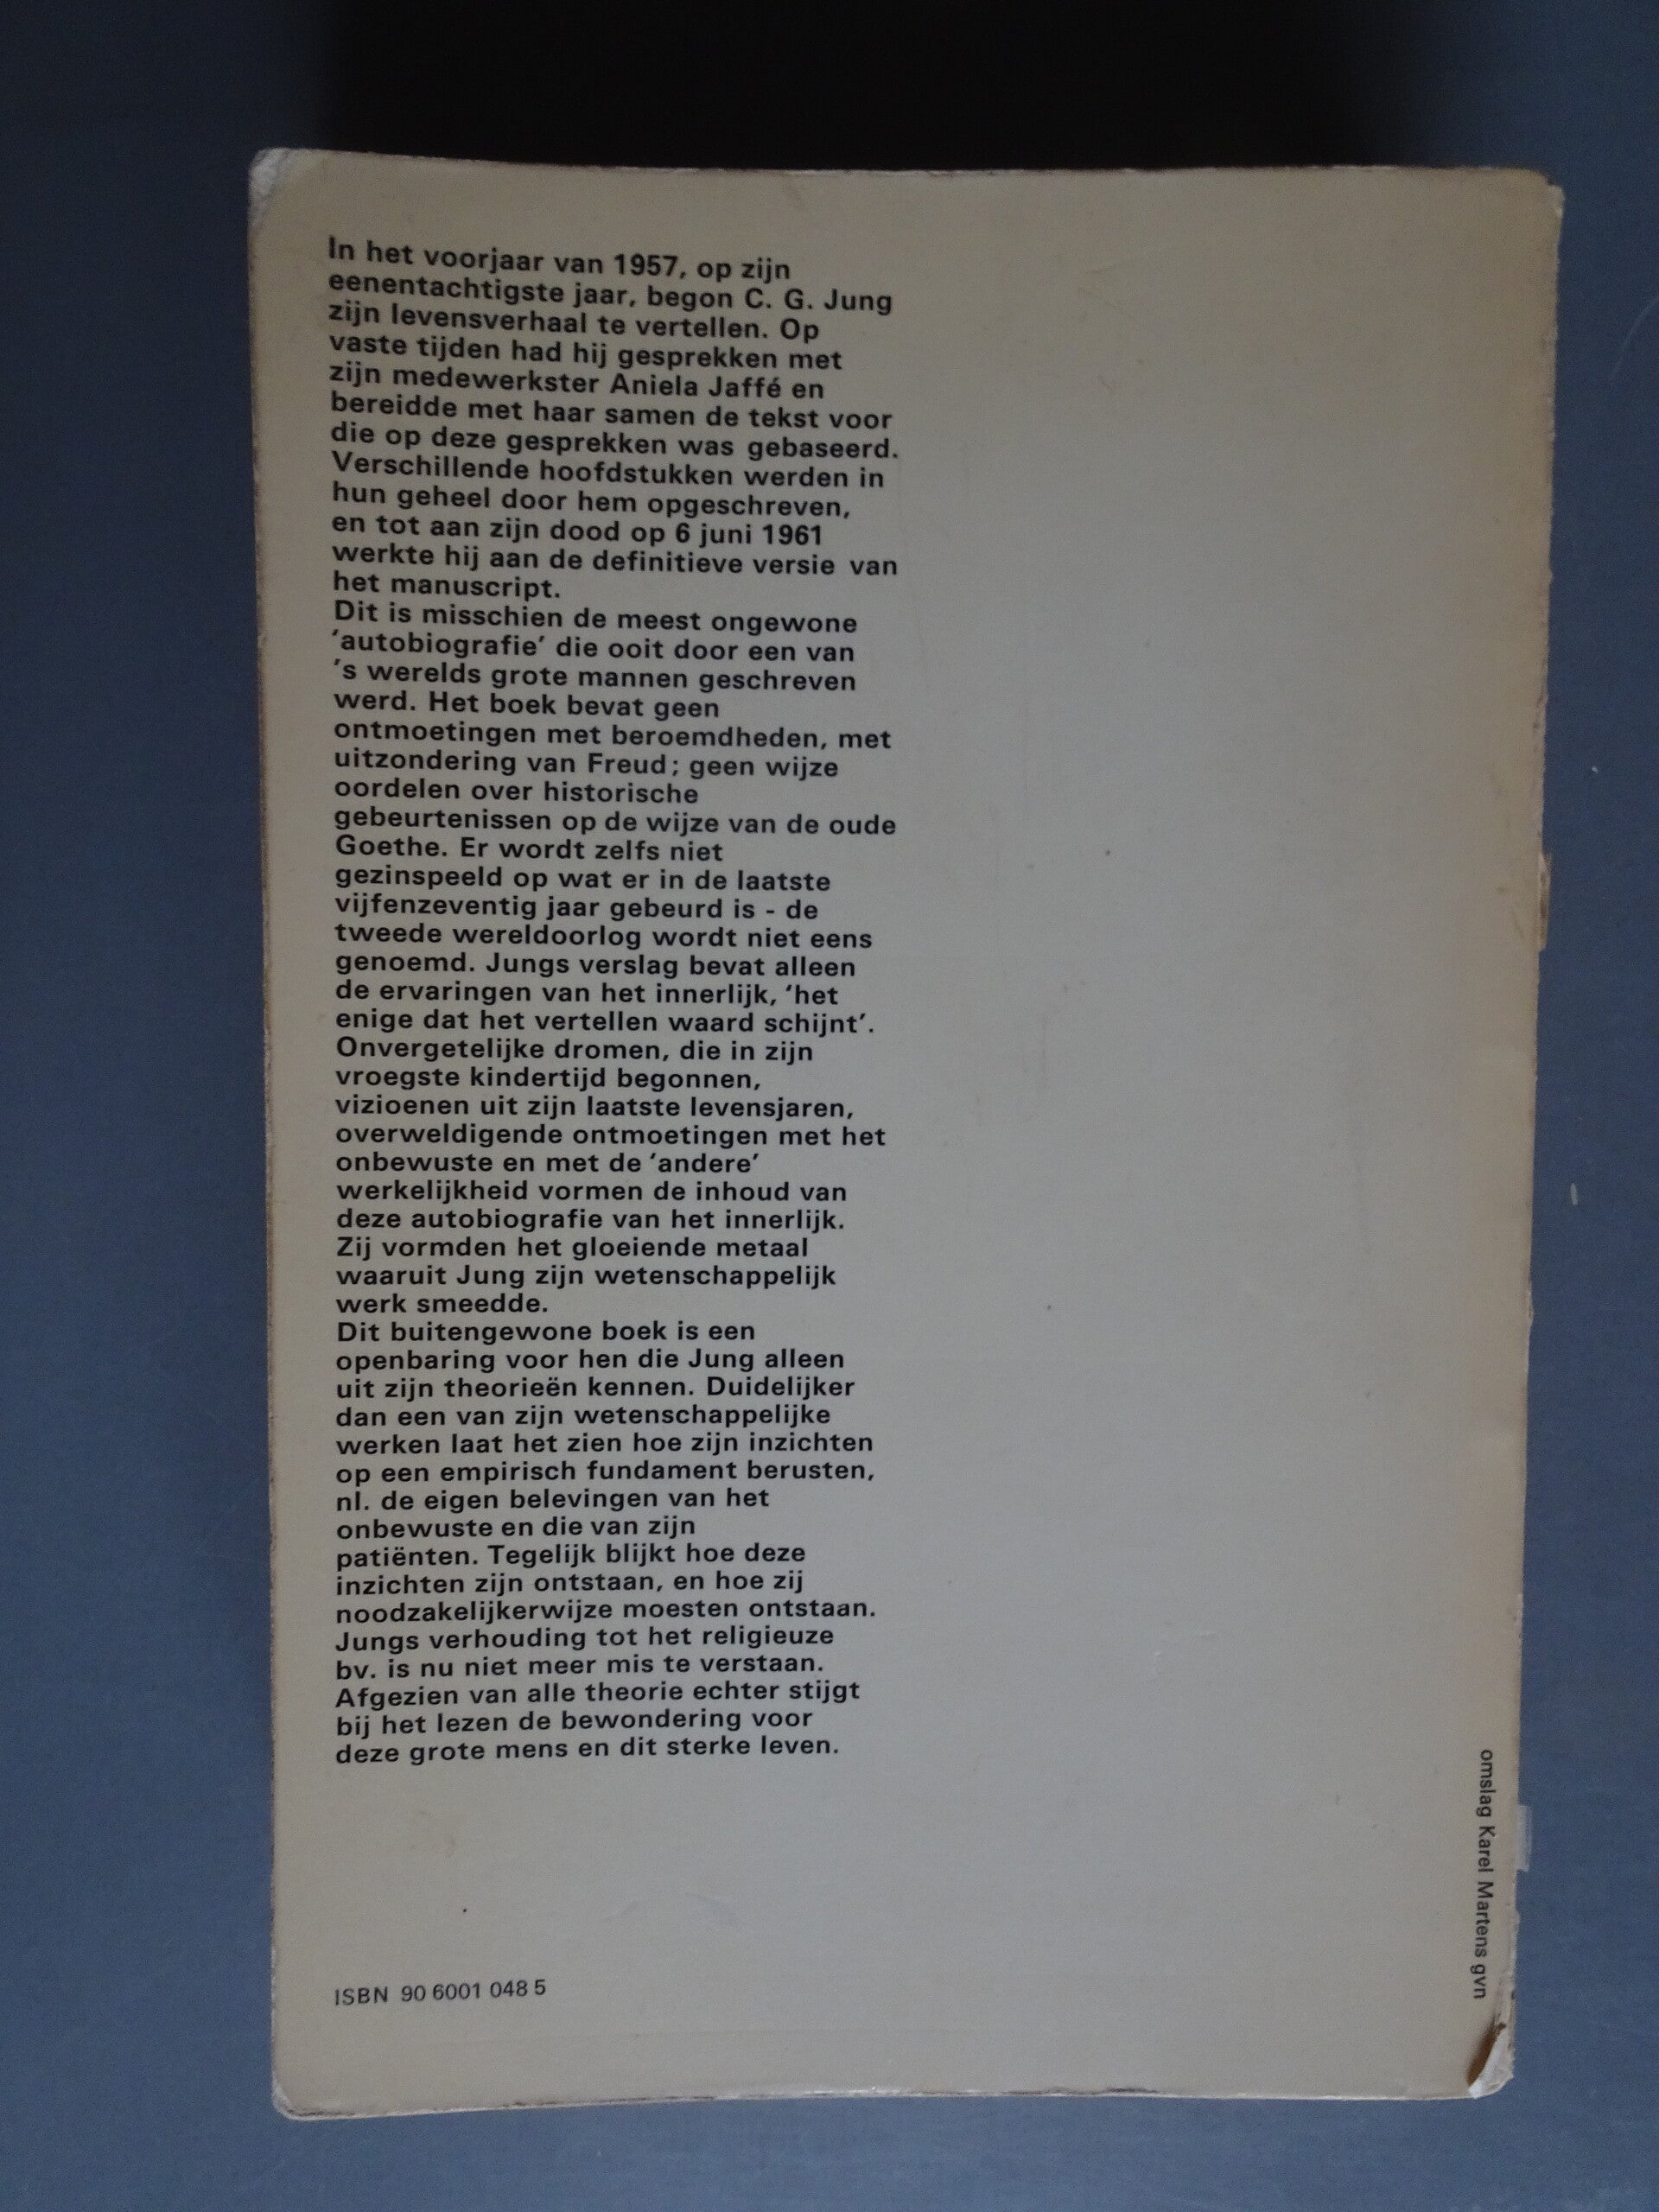 In het voorjaar van 1957, op zijn
eenentachtigste jaar, begon C. G. Jung
zijn levensverhaal te vertellen. Op
vaste tijden had hij gesprekken met
zijn medewerkster Aniela Jaffé en
bereidde met haar samen de tekst voor
die op deze gesprekken was gebaseerd.
Verschillende hoofdstukken werden in
hun geheel door hem opgeschreven,
en tot aan zijn dood op 6 juni 1961
werkte hij aan de definitieve versie van
het manuscript.
Dit is misschien de meest ongewone
‘autobiografie’ die ooit door een van
’s werelds grote mannen geschreven
werd. Het boek bevat geen
ontmoetingen met beroemdheden, met
uitzondering van Freud; geen wijze
oordelen over historische
gebeurtenissen op de wijze van de oude
Goethe. Er wordt zelfs niet
gezinspeeld op wat er in de laatste
vijfenzeventig jaar gebeurd is - de
tweede wereldoorlog wordt niet eens
genoemd. Jungs verslag bevat alleen
de ervaringen van het innerlijk, ‘het
enige dat het vertellen waard schijnt’.
Onvergetelijke dromen, die in zijn
vroegste kindertijd begonnen,
vizioenen uit zijn laatste levensjaren,
overweldigende ontmoetingen met het
onbewuste en met de ‘andere’
werkelijkheid vormen de inhoud van
deze autobiografie van het innerlijk.
Zij vormden het gloeiende metaal
waaruit Jung zijn wetenschappelijk
werk smeedde.
Dit buitengewone boek is een
openbaring voor hen die Jung alleen
uit zijn theorieën kennen. Duidelijker
dan een van zijn wetenschappelijke
werken laat het zien hoe zijn inzichten
op een empirisch fundament berusten,
nl. de eigen belevingen van het
onbewuste en die van zijn
patiënten. Tegelijk blijkt hoe deze
inzichten zijn ontstaan, en hoe zij
noodzakelijkerwijze moesten ontstaan.
Jungs verhouding tot het religieuze
bv. is nu niet meer mis te verstaan.
Afgezien van alle theorie echter stijgt
bij het lezen de bewondering voor
deze grote mens en dit sterke leven.
ISBN 90 6001 048 5
omslag Karel Martens gvn